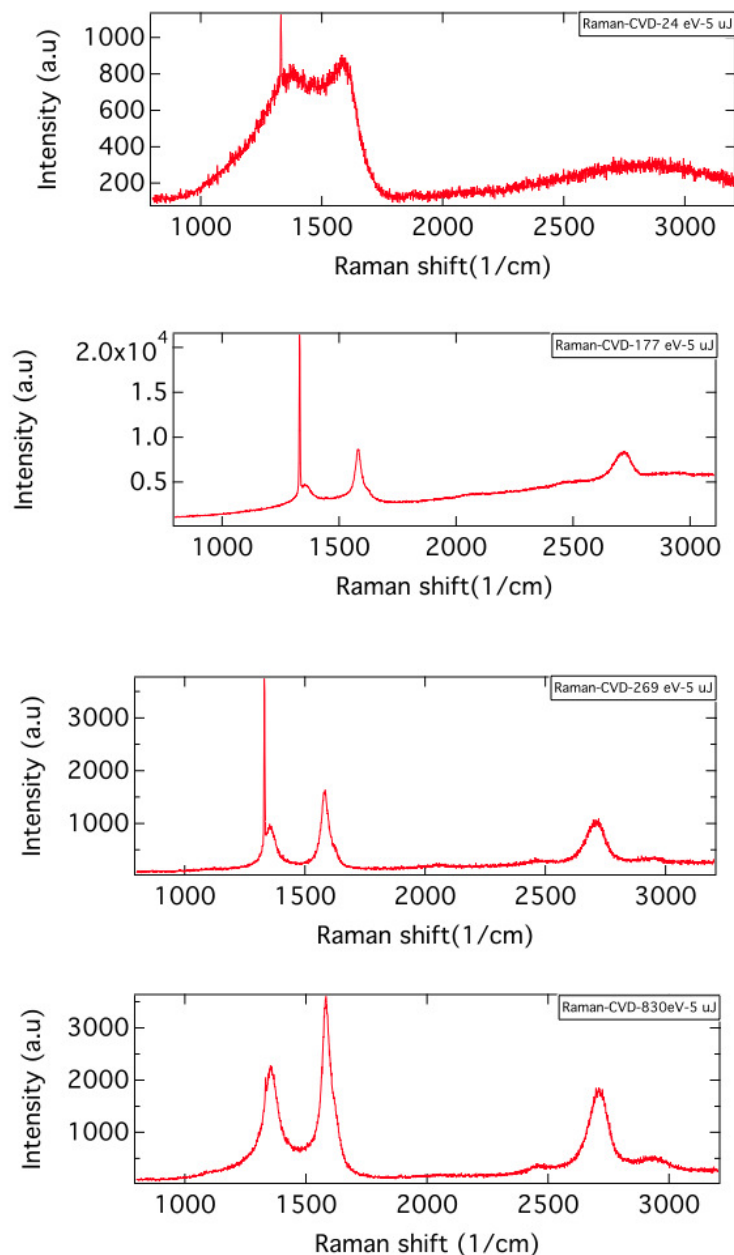 Raman-CVD-24 eV-5 uJ
Intensity (a.u)
1000
800
600
400
200
1000 1500 2000 2500 3000
Raman shift(1/cm)
Raman-CVD-177 eV-5 uJ
Intensity (a.u)
2.0x10⁴
1.5
1.0
0.5
1000 1500 2000 2500 3000
Raman shift(1/cm)
Raman-CVD-269 eV-5 uJ
Intensity (a.u)
3000
2000
1000
1000 1500 2000 2500 3000
Raman shift(1/cm)
Raman-CVD-830eV-5 uJ
Intensity (a.u)
3000
2000
1000
1000 1500 2000 2500 3000
Raman shift (1/cm)